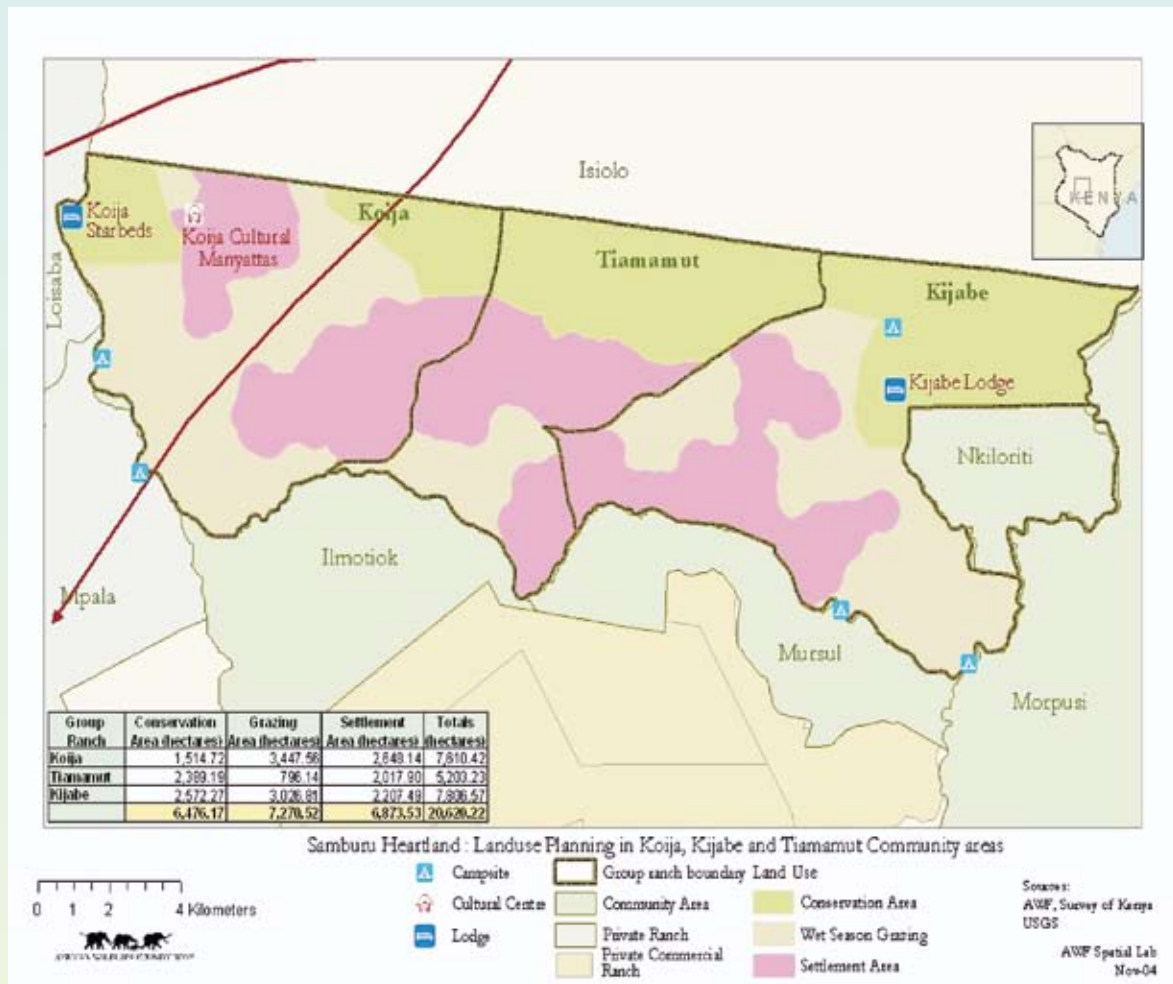 Isiolo
KENYA
Koija
Starbeds
Koija Cultural
Manyattas
Koija
Tiamamut
Kijabe
Loisaba
Kijabe Lodge
Nkiloriti
Ilmotiok
Mpala
Mursul
Morpusi
Group Ranch Conservation Area (hectares) Grazing Area (hectares) Settlement Area (hectares) Totals (hectares)
Koija 1,514.72 3,447.56 2,648.14 7,610.42
Tiamamut 2,389.19 796.14 2,017.90 5,203.23
Kijabe 2,572.27 3,026.81 2,207.49 7,806.57
6,476.17 7,270.52 6,873.53 20,620.22
Samburu Heartland : Landuse Planning in Koija, Kijabe and Tiamamut Community areas
0 1 2 4 Kilometers
Campsite
Cultural Centre
Lodge
Group ranch boundary
Community Area
Private Ranch
Private Commercial
Ranch
Land Use
Conservation Area
Wet Season Grazing
Settlement Area
Sources:
AWF, Survey of Kenya
USGS
AWF Spatial Lab
Nov-04